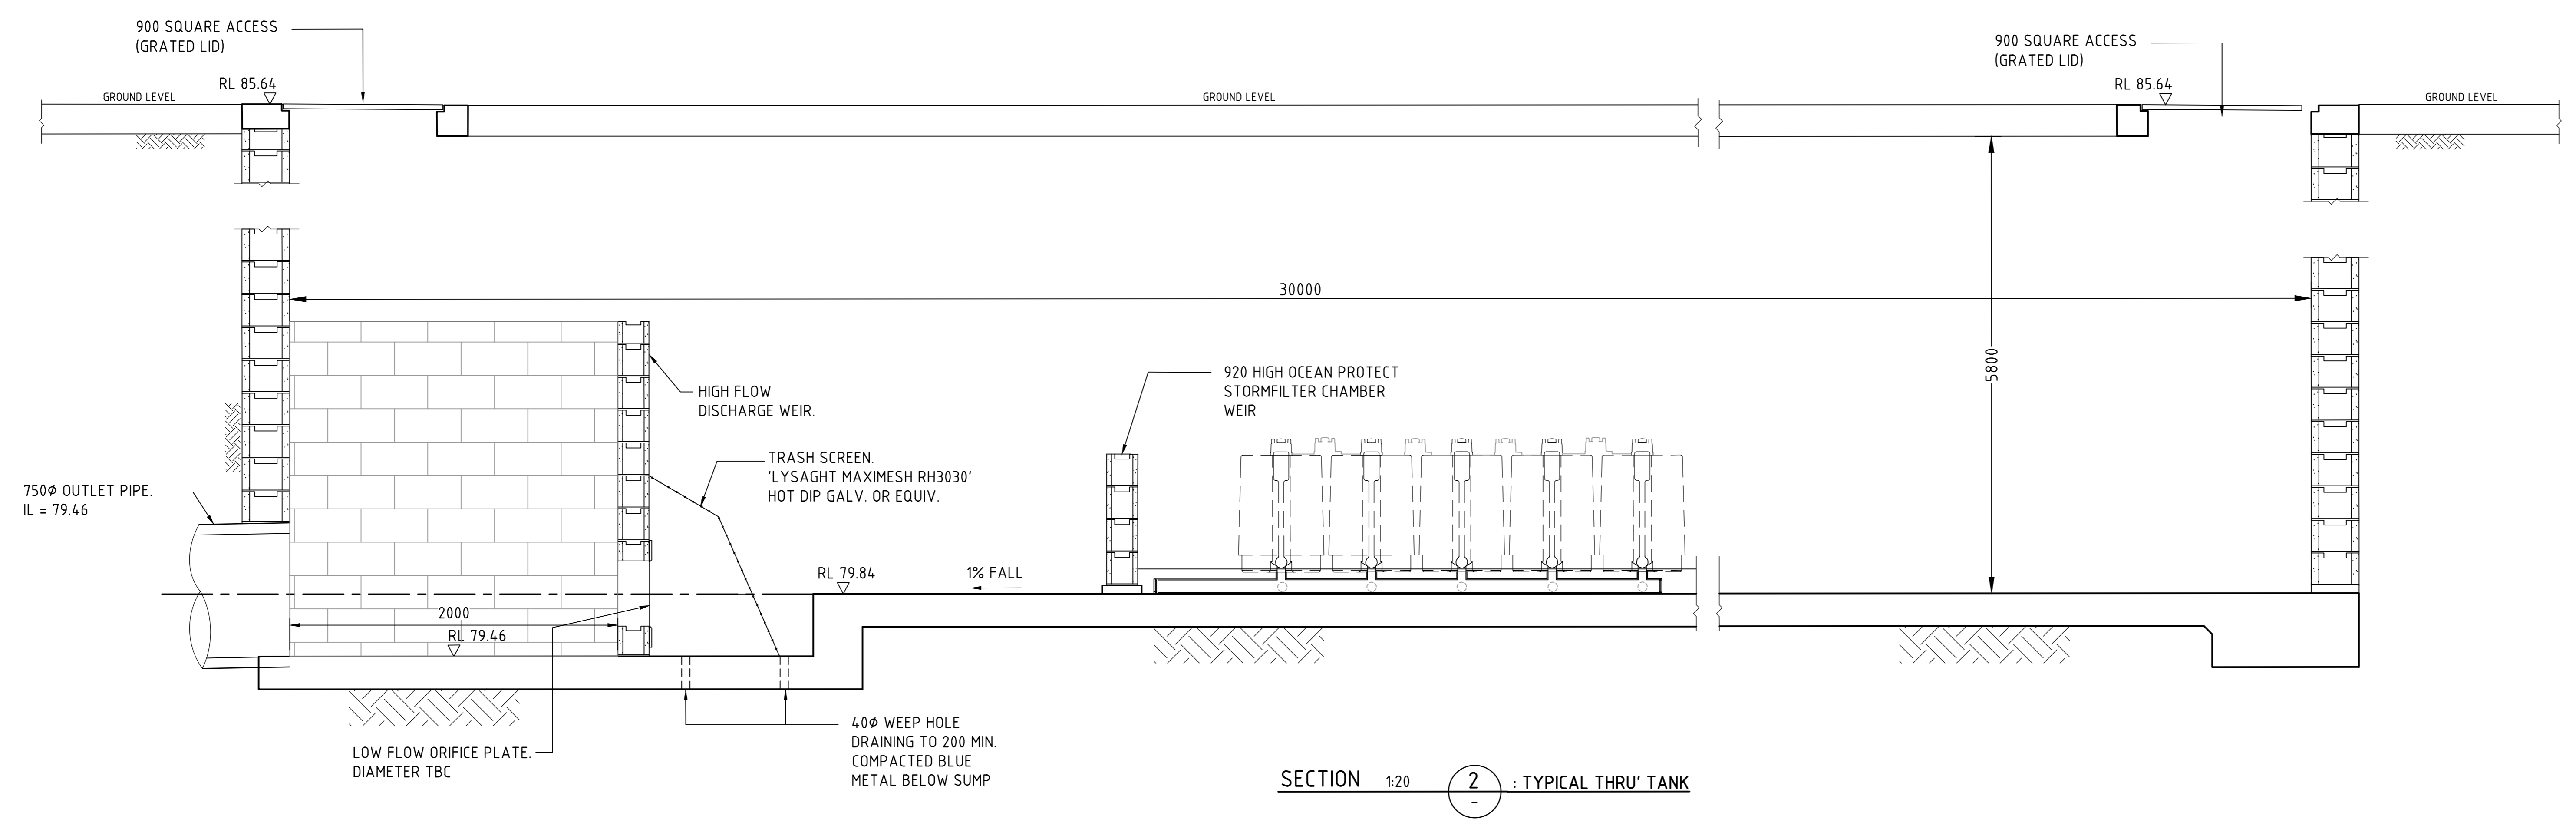 900 SQUARE ACCESS
(GRATED LID)
RL 85.64
GROUND LEVEL
GROUND LEVEL
900 SQUARE ACCESS
(GRATED LID)
RL 85.64
GROUND LEVEL
30000
5800
HIGH FLOW
DISCHARGE WEIR.
920 HIGH OCEAN PROTECT
STORMFILTER CHAMBER
WEIR
TRASH SCREEN.
'LYSAGHT MAXIMESH RH3030'
HOT DIP GALV. OR EQUIV.
750Ø OUTLET PIPE.
IL = 79.46
RL 79.84
1% FALL
2000
RL 79.46
LOW FLOW ORIFICE PLATE.
DIAMETER TBC
40Ø WEEP HOLE
DRAINING TO 200 MIN.
COMPACTED BLUE
METAL BELOW SUMP
SECTION 1:20 2 : TYPICAL THRU' TANK
-